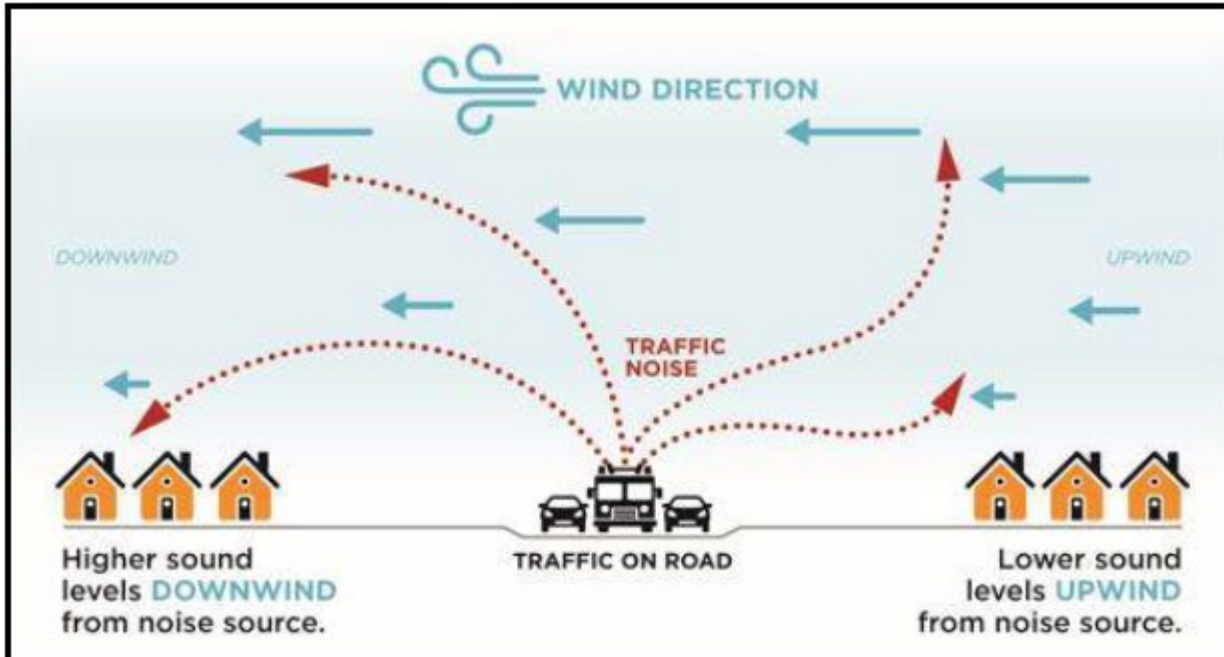 WIND DIRECTION
DOWNWIND
UPWIND
TRAFFIC
NOISE
TRAFFIC ON ROAD
Higher sound
levels DOWNWIND
from noise source.
Lower sound
levels UPWIND
from noise source.